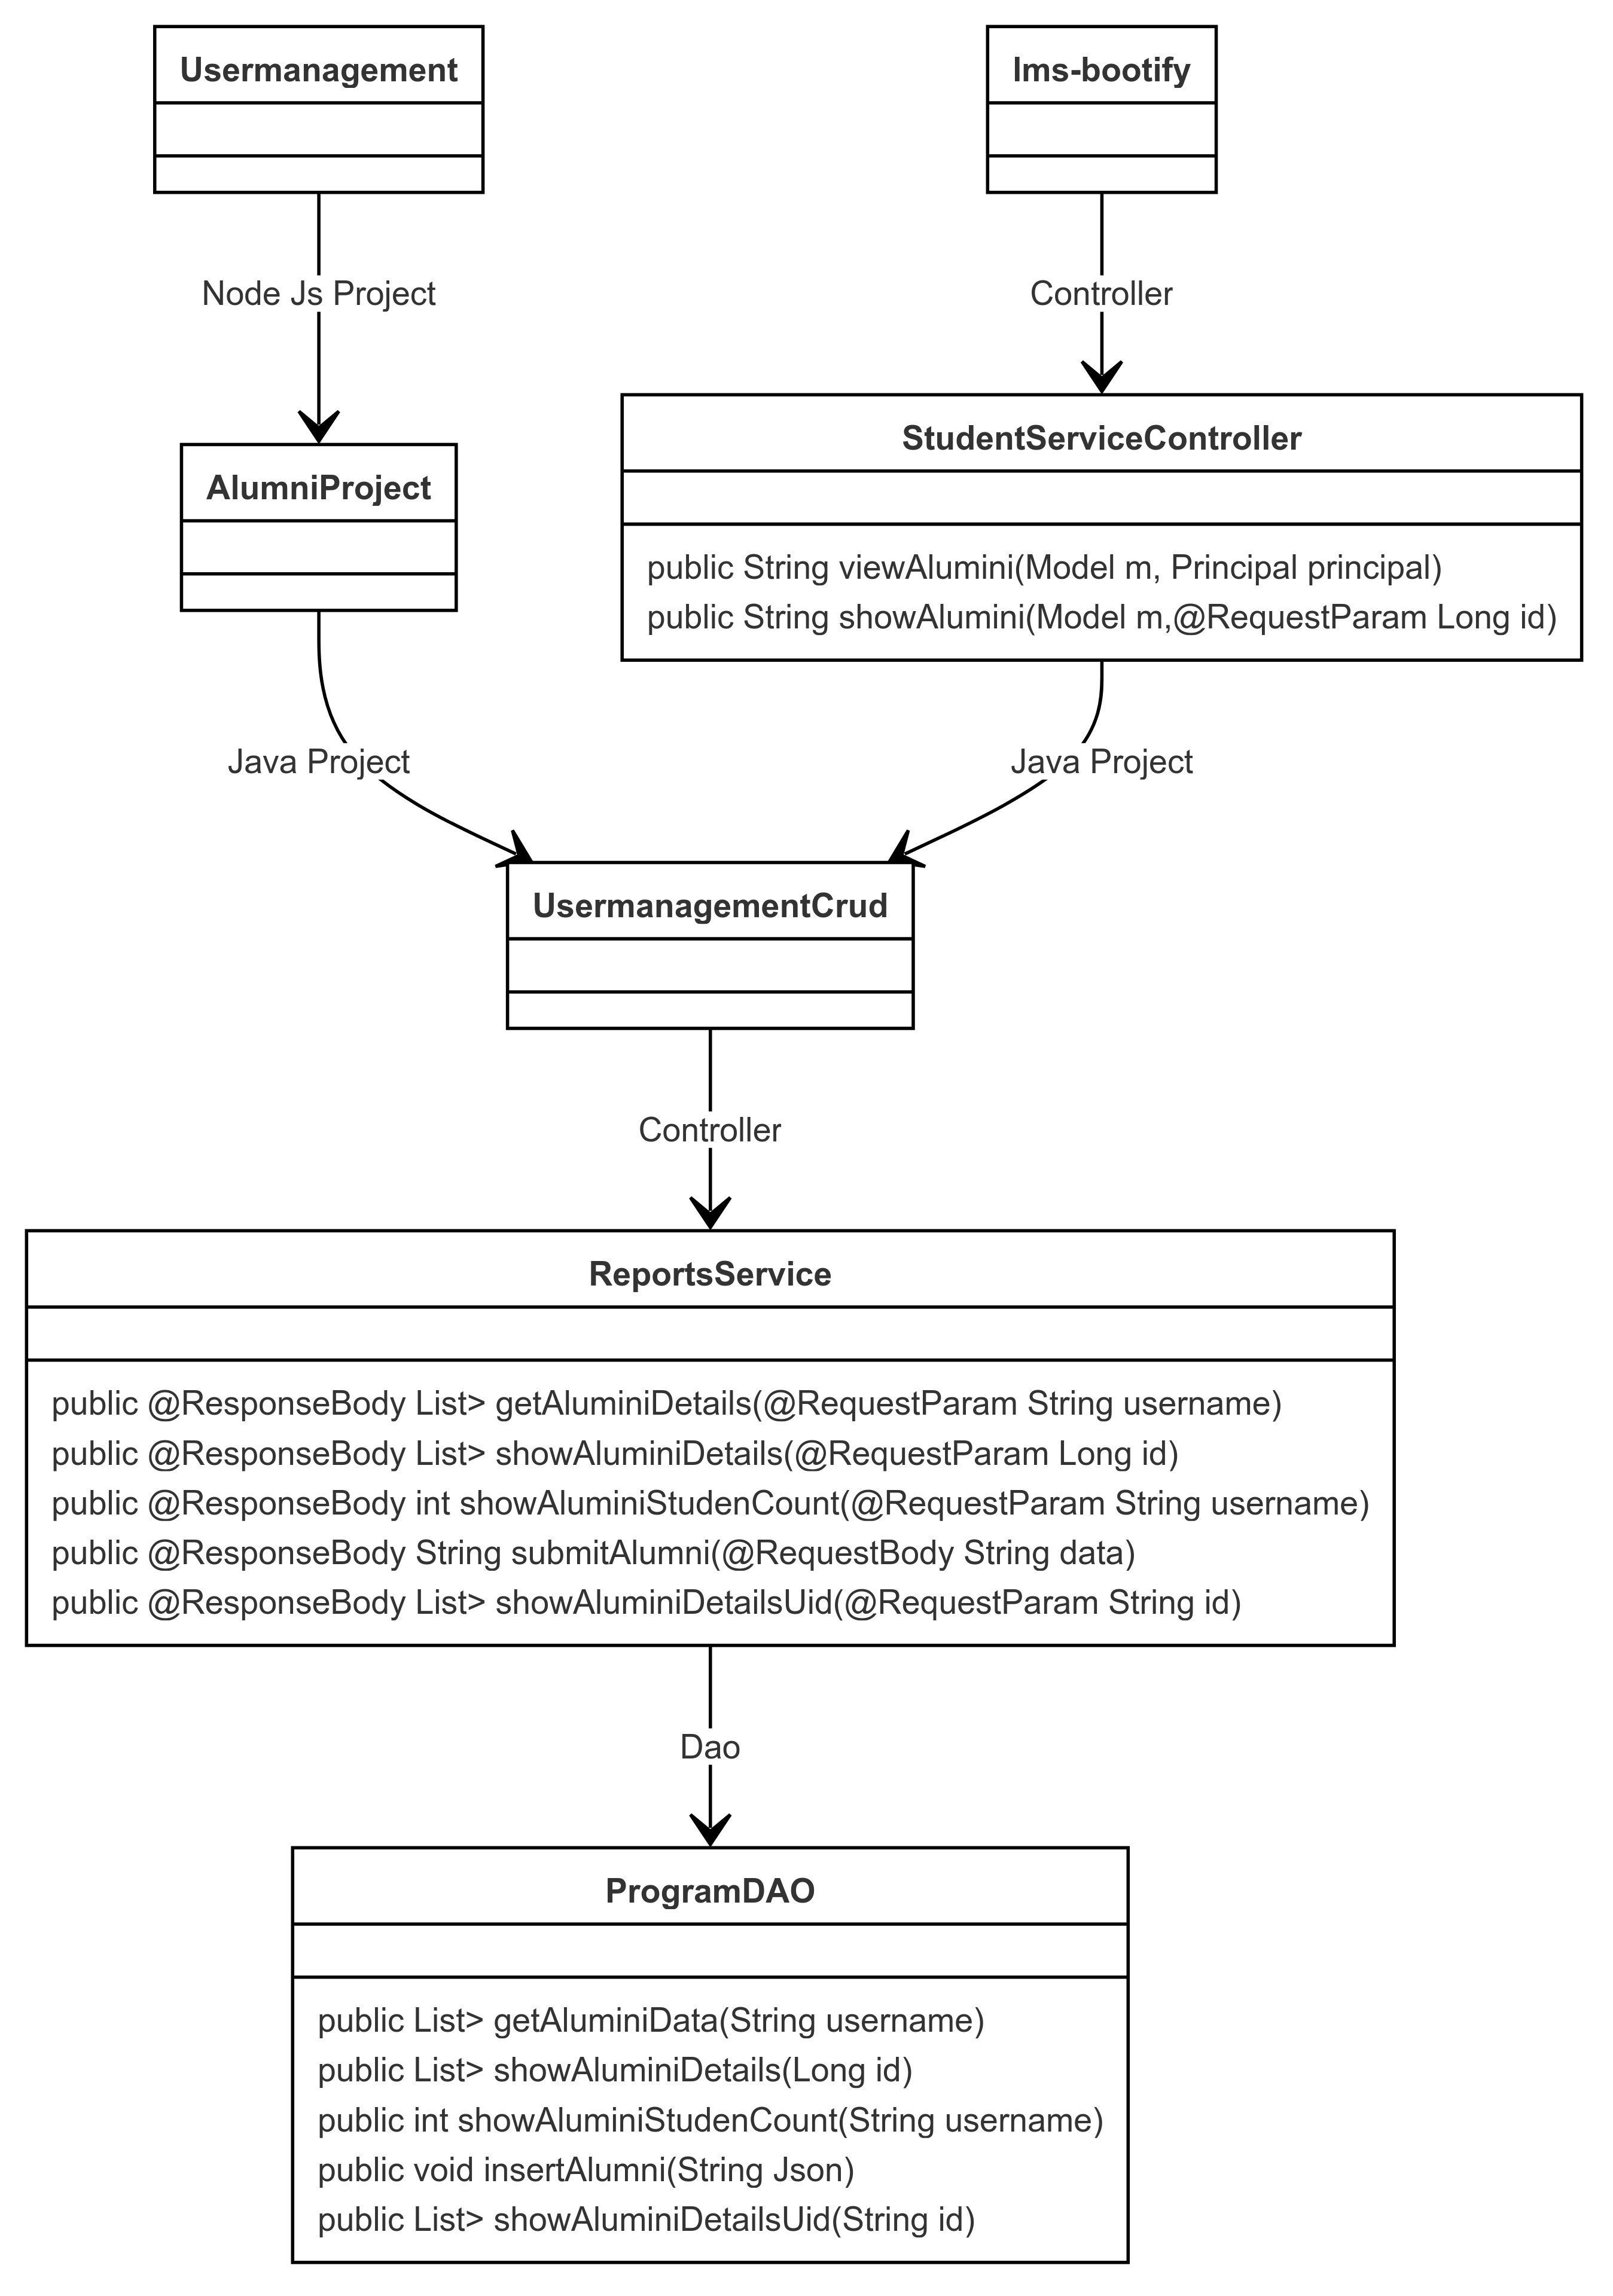 Usermanagement
lms-bootify
Node Js Project
Controller
AlumniProject
StudentServiceController
public String viewAlumini(Model m, Principal principal)
public String showAlumini(Model m,@RequestParam Long id)
Java Project
Java Project
UsermanagementCrud
Controller
ReportsService
public @ResponseBody List> getAluminiDetails(@RequestParam String username)
public @ResponseBody List> showAluminiDetails(@RequestParam Long id)
public @ResponseBody int showAluminiStudenCount(@RequestParam String username)
public @ResponseBody String submitAlumni(@RequestBody String data)
public @ResponseBody List> showAluminiDetailsUid(@RequestParam String id)
Dao
ProgramDAO
public List> getAluminiData(String username)
public List> showAluminiDetails(Long id)
public int showAluminiStudenCount(String username)
public void insertAlumni(String Json)
public List> showAluminiDetailsUid(String id)